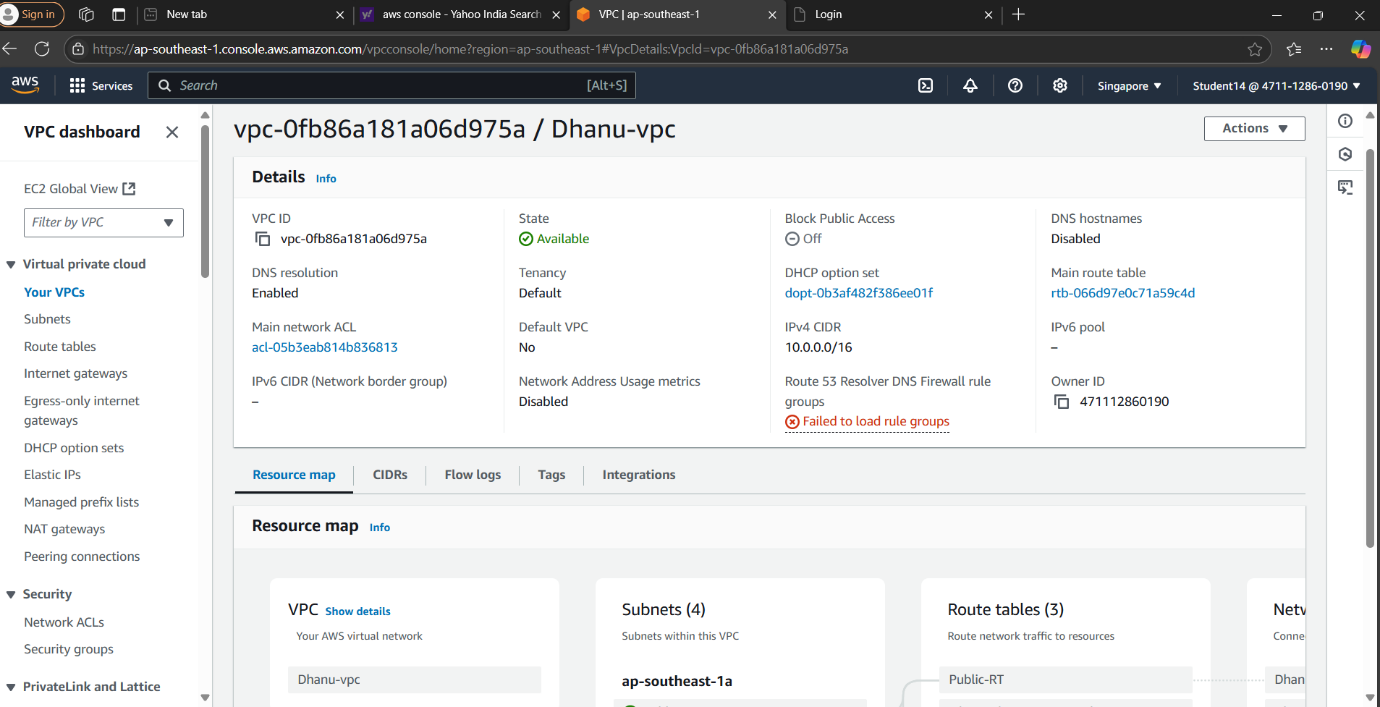 Sign in
New tab
aws console - Yahoo India Search
VPC | ap-southeast-1
Login
https://ap-southeast-1.console.aws.amazon.com/vpcconsole/home?region=ap-southeast-1#VpcDetails:VpcId=vpc-0fb86a181a06d975a
aws
Services
Search
[Alt+S]
Singapore
Student14 @ 4711-1286-0190
VPC dashboard
EC2 Global View
Filter by VPC
Virtual private cloud
Your VPCs
Subnets
Route tables
Internet gateways
Egress-only internet
gateways
DHCP option sets
Elastic IPs
Managed prefix lists
NAT gateways
Peering connections
Security
Network ACLs
Security groups
PrivateLink and Lattice
vpc-0fb86a181a06d975a / Dhanu-vpc
Actions
Details Info
VPC ID
vpc-0fb86a181a06d975a
State
Available
Block Public Access
Off
DNS hostnames
Disabled
DNS resolution
Enabled
Tenancy
Default
DHCP option set
dopt-0b3af482f386ee01f
Main route table
rtb-066d97e0c71a59c4d
Main network ACL
acl-05b3eab814b836813
Default VPC
No
IPv4 CIDR
10.0.0.0/16
IPv6 pool
–
IPv6 CIDR (Network border group)
–
Network Address Usage metrics
Disabled
Route 53 Resolver DNS Firewall rule
groups
Failed to load rule groups
Owner ID
471112860190
Resource map
CIDRs
Flow logs
Tags
Integrations
Resource map Info
VPC Show details
Your AWS virtual network
Dhanu-vpc
Subnets (4)
Subnets within this VPC
ap-southeast-1a
Route tables (3)
Route network traffic to resources
Public-RT
Netw
Conne
Dhan